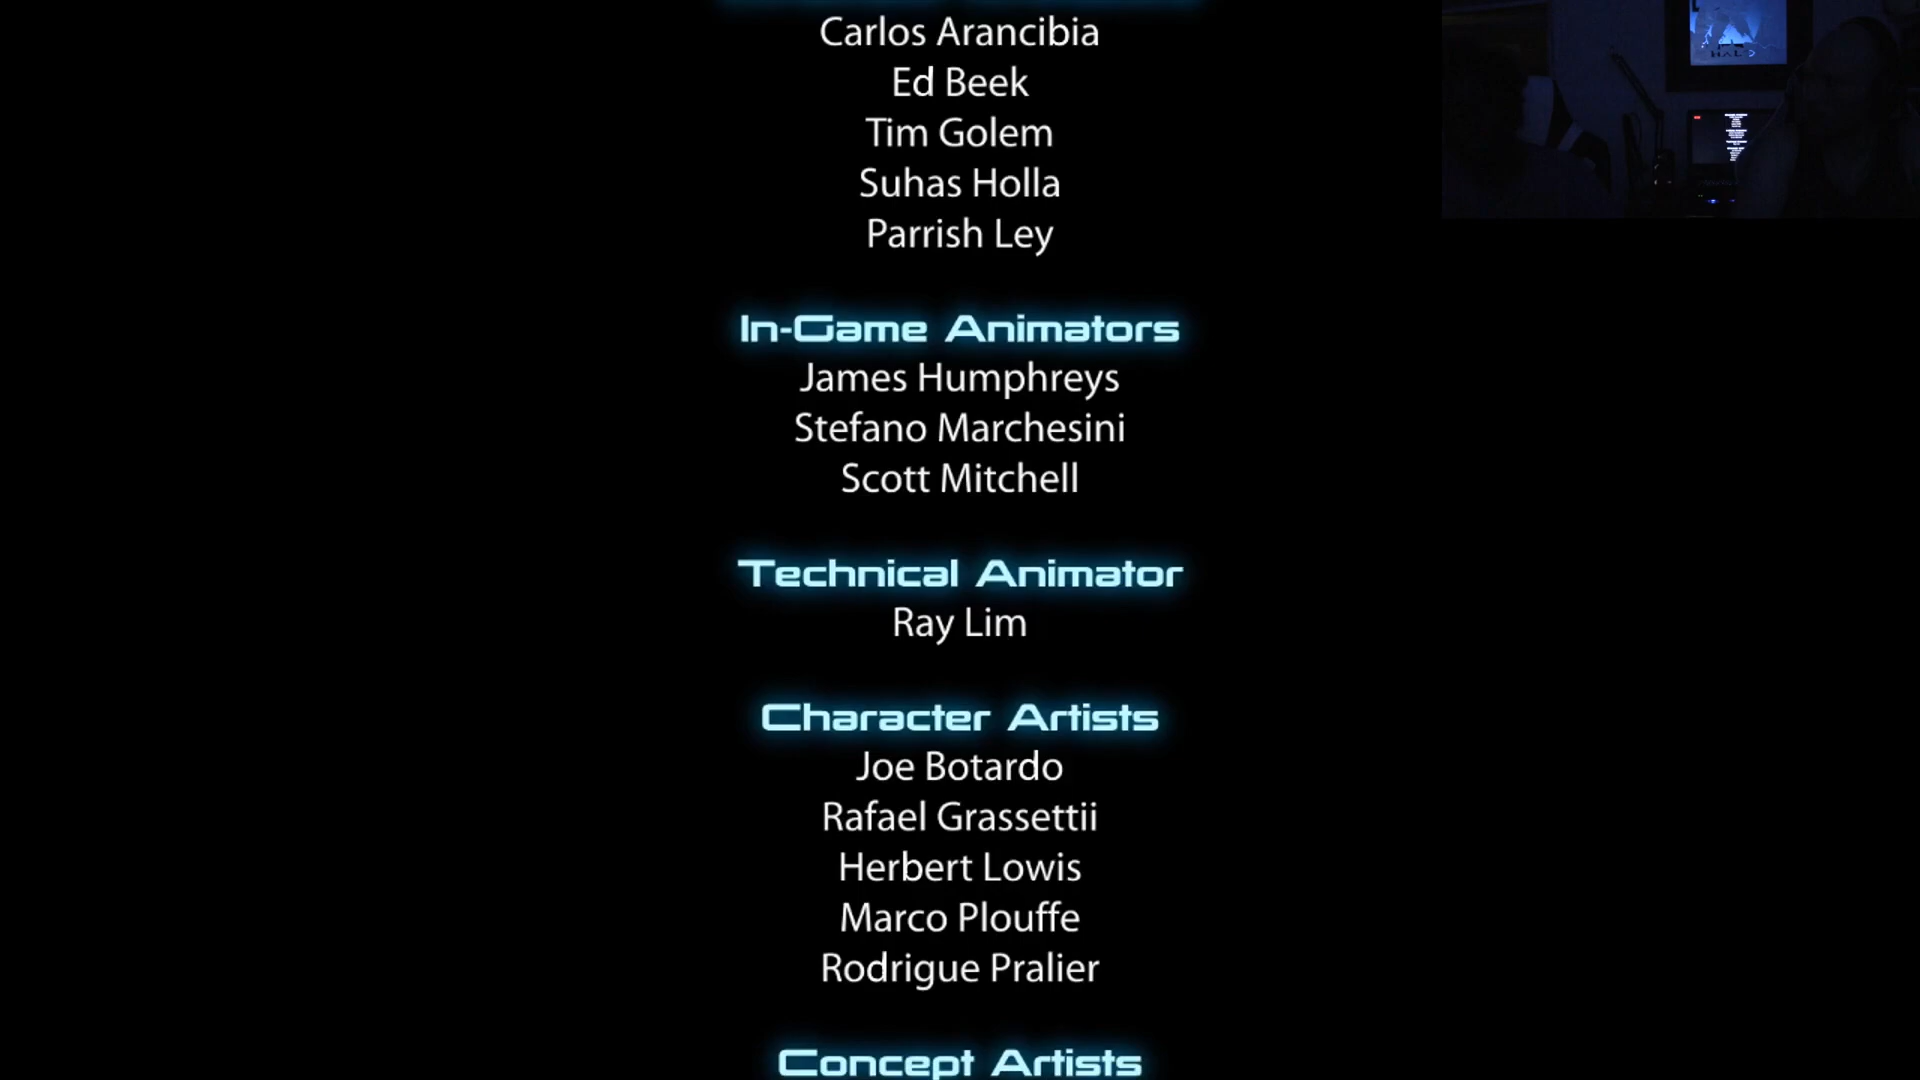 Carlos Arancibia
Ed Beek
Tim Golem
Suhas Holla
Parrish Ley
In-Game Animators
James Humphreys
Stefano Marchesini
Scott Mitchell
Technical Animator
Ray Lim
Character Artists
Joe Botardo
Rafael Grassettii
Herbert Lowis
Marco Plouffe
Rodrigue Pralier
Concept Artists
HALO